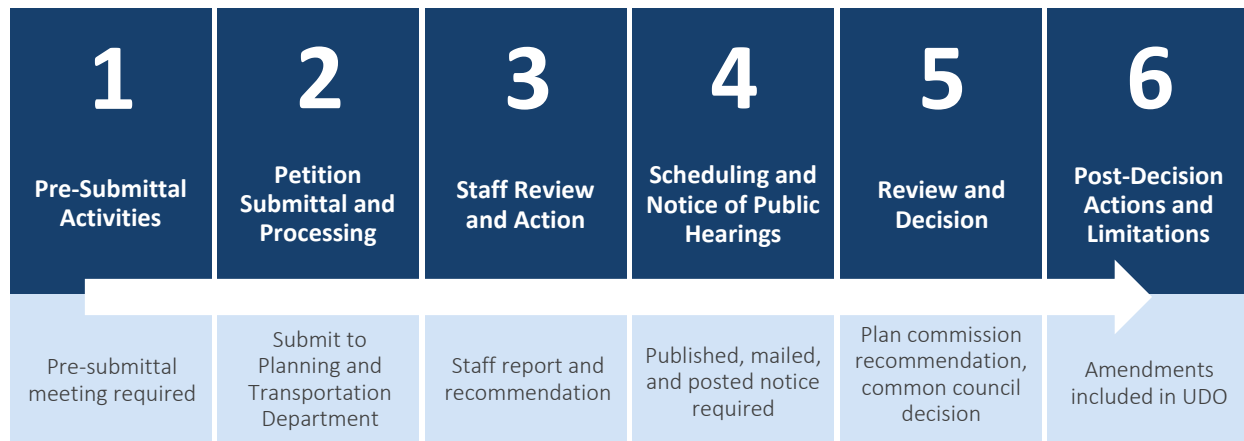 1
Pre-Submittal
Activities
Pre-submittal
meeting required
2
Petition
Submittal and
Processing
Submit to
Planning and
Transportation
Department
3
Staff Review
and Action
Staff report and
recommendation
4
Scheduling and
Notice of Public
Hearings
Published, mailed,
and posted notice
required
5
Review and
Decision
Plan commission
recommendation,
common council
decision
6
Post-Decision
Actions and
Limitations
Amendments
included in UDO